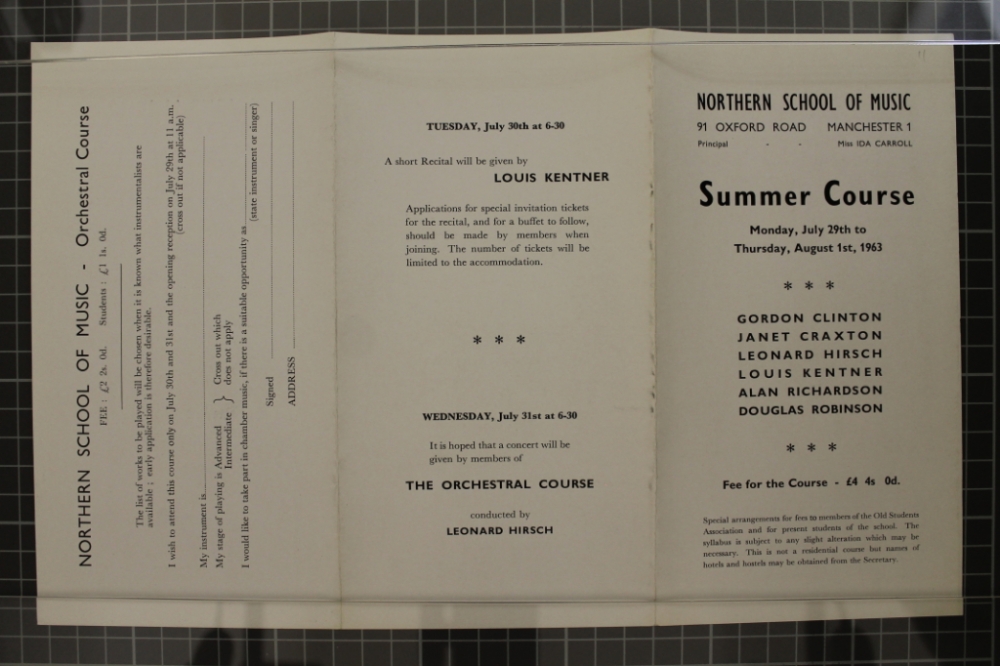 NORTHERN SCHOOL OF MUSIC - Orchestral Course
FEE : £2 2s. 0d. Students : £1 1s. 0d.
The list of works to be played will be chosen when it is known what instrumentalists are
available ; early application is therefore desirable.
I wish to attend this course only on July 30th and 31st and the opening reception on July 29th at 11 a.m.
(cross out if not applicable)
My instrument is
My stage of playing is Advanced } Cross out which
Intermediate does not apply
I would like to take part in chamber music, if there is a suitable opportunity as
(state instrument or singer)
Signed
ADDRESS
TUESDAY, July 30th at 6-30
A short Recital will be given by
LOUIS KENTNER
Applications for special invitation tickets
for the recital, and for a buffet to follow,
should be made by members when
joining. The number of tickets will be
limited to the accommodation.
* * *
WEDNESDAY, July 31st at 6-30
It is hoped that a concert will be
given by members of
THE ORCHESTRAL COURSE
conducted by
LEONARD HIRSCH
NORTHERN SCHOOL OF MUSIC
91 OXFORD ROAD MANCHESTER 1
Principal - - Miss IDA CARROLL
Summer Course
Monday, July 29th to
Thursday, August 1st, 1963
* * *
GORDON CLINTON
JANET CRAXTON
LEONARD HIRSCH
LOUIS KENTNER
ALAN RICHARDSON
DOUGLAS ROBINSON
* * *
Fee for the Course - £4 4s 0d.
Special arrangements for fees to members of the Old Students
Association and for present students of the school. The
syllabus is subject to any slight alteration which may be
necessary. This is not a residential course but names of
hotels and hostels may be obtained from the Secretary.